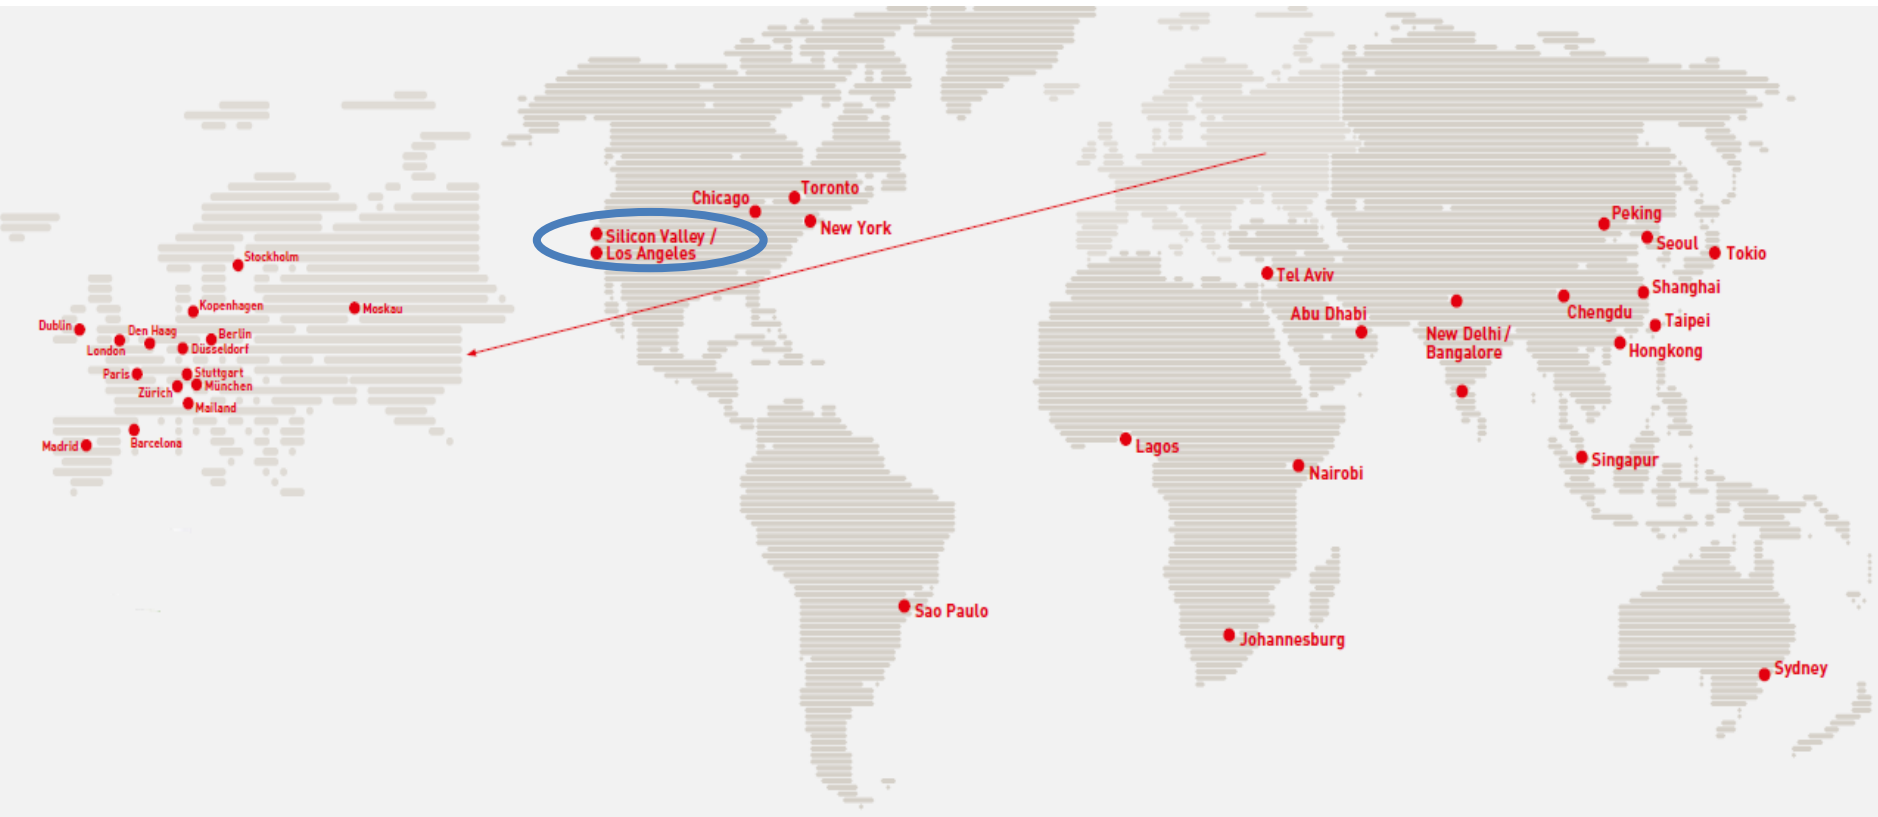 Stockholm
Kopenhagen
Moskau
Dublin
Den Haag
Berlin
London
Düsseldorf
Paris
Stuttgart
Zürich
München
Mailand
Barcelona
Madrid
Toronto
Chicago
New York
Silicon Valley /
Los Angeles
Sao Paulo
Tel Aviv
Abu Dhabi
Lagos
Nairobi
Johannesburg
Peking
Seoul
Tokio
Shanghai
Chengdu
Taipei
New Delhi /
Bangalore
Hongkong
Singapur
Sydney